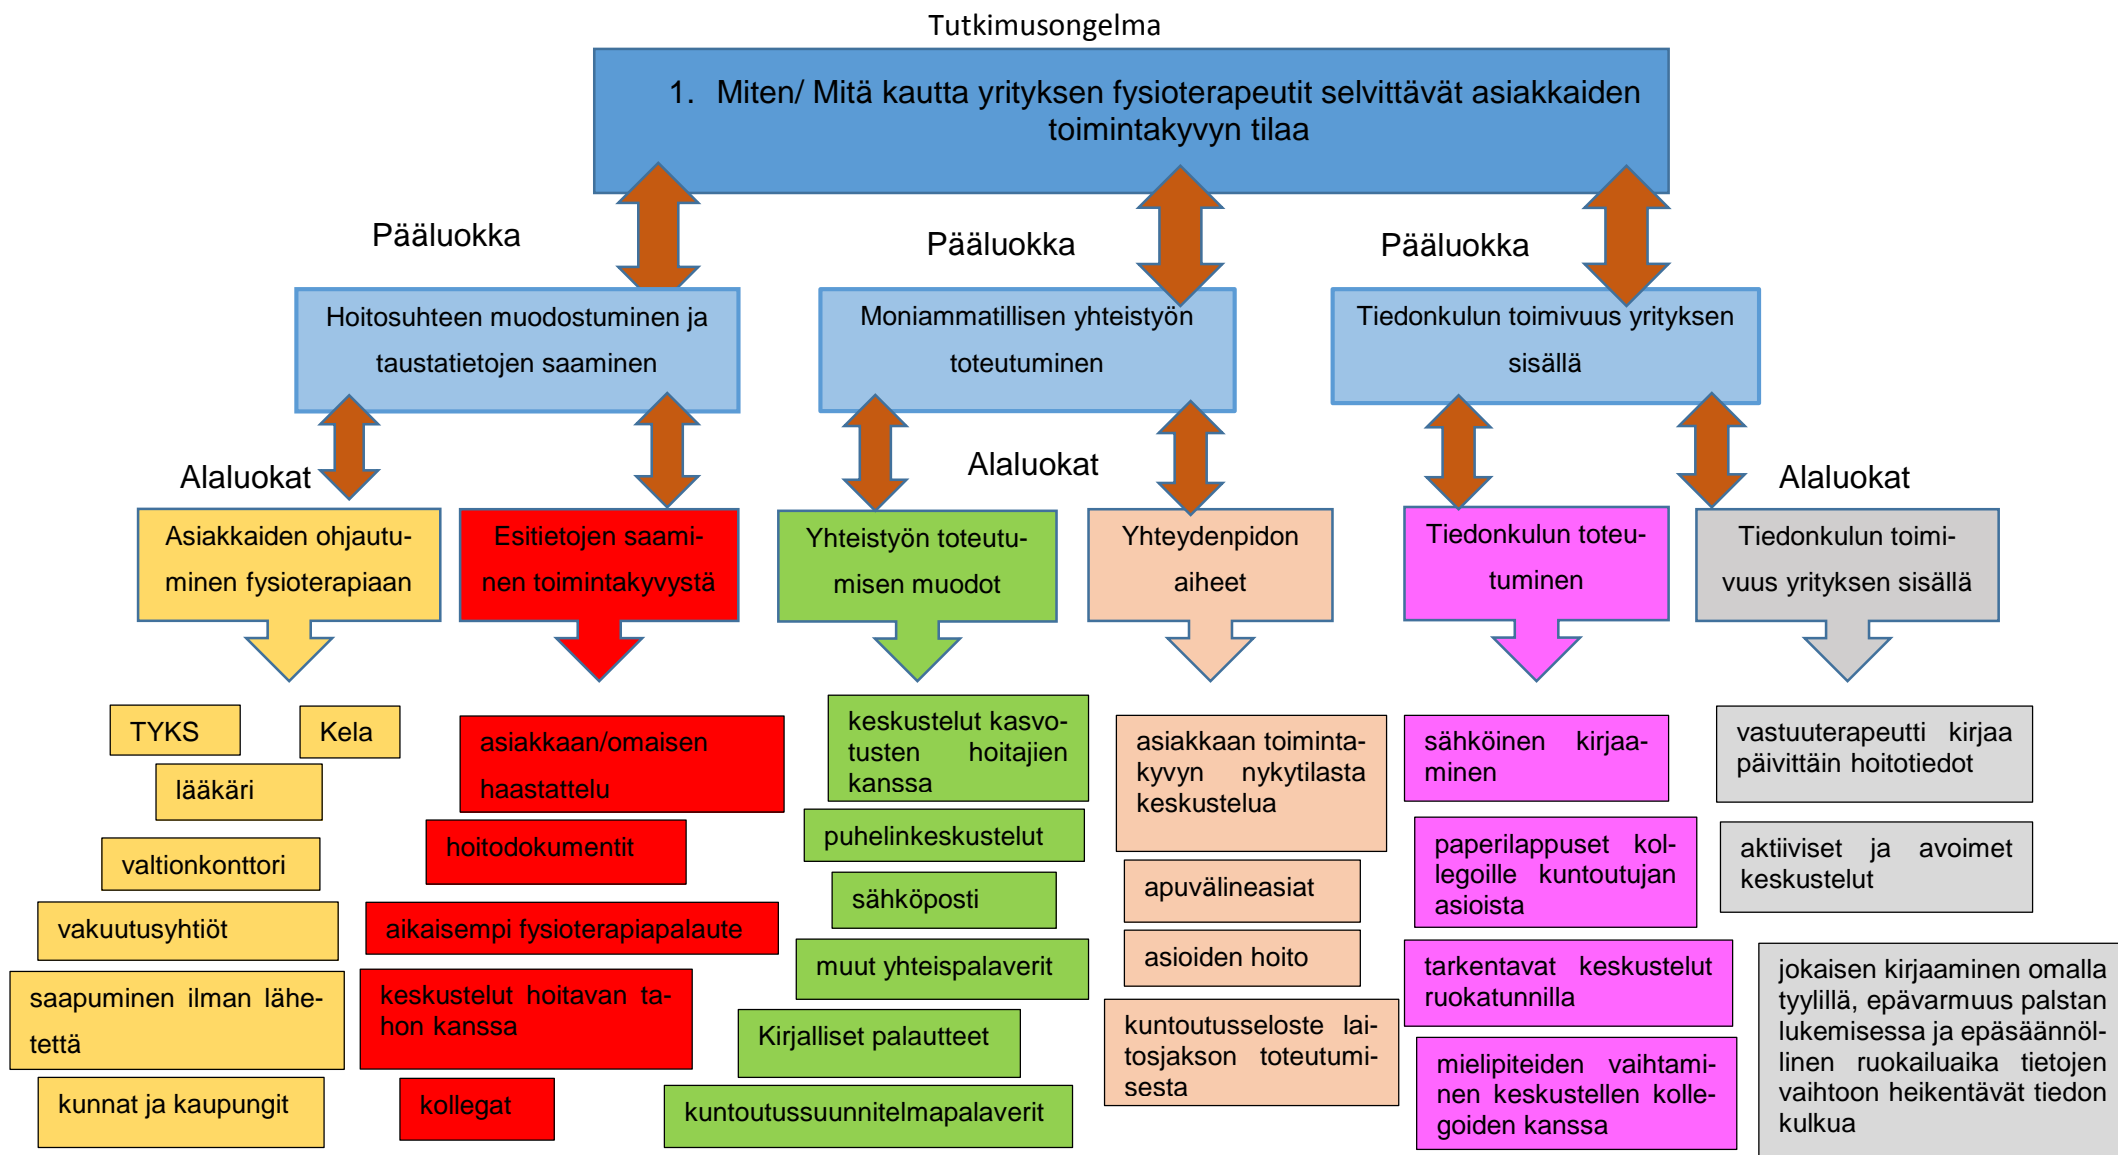 Tutkimusongelma
1. Miten/ Mitä kautta yrityksen fysioterapeutit selvittävät asiakkaiden
toimintakyvyn tilaa
Pääluokka
Pääluokka
Pääluokka
Hoitosuhteen muodostuminen ja
taustatietojen saaminen
Moniammatillisen yhteistyön
toteutuminen
Tiedonkulun toimivuus yrityksen
sisällä
Alaluokat
Alaluokat
Alaluokat
Asiakkaiden ohjautu-
minen fysioterapiaan
Esitietojen saami-
nen toimintakyvystä
Yhteistyön toteutu-
misen muodot
Yhteydenpidon
aiheet
Tiedonkulun toteu-
tuminen
Tiedonkulun toimi-
vuus yrityksen sisällä
TYKS
Kela
lääkäri
valtionkonttori
vakuutusyhtiöt
saapuminen ilman lähe-
tettä
kunnat ja kaupungit
asiakkaan/omaisen
haastattelu
hoitodokumentit
aikaisempi fysioterapiapalaute
keskustelut hoitavan ta-
hon kanssa
kollegat
keskustelut kasvo-
tusten hoitajien
kanssa
puhelinkeskustelut
sähköposti
muut yhteispalaverit
Kirjalliset palautteet
kuntoutussuunnitelmapalaverit
asiakkaan toiminta-
kyvyn nykytilasta
keskustelua
apuvälineasiat
asioiden hoito
kuntoutusseloste lai-
tosjakson toteutumi-
sesta
sähköinen kirjaa-
minen
paperilappuset kol-
legoille kuntoutujan
asioista
tarkentavat keskustelut
ruokatunnilla
mielipiteiden vaihtami-
nen keskustellen kolle-
goiden kanssa
vastuuterapeutti kirjaa
päivittäin hoitotiedot
aktiiviset ja avoimet
keskustelut
jokaisen kirjaaminen omalla
tyylillä, epävarmuus palstan
lukemisessa ja epäsäännöl-
linen ruokailuaika tietojen
vaihtoon heikentävät tiedon
kulkua